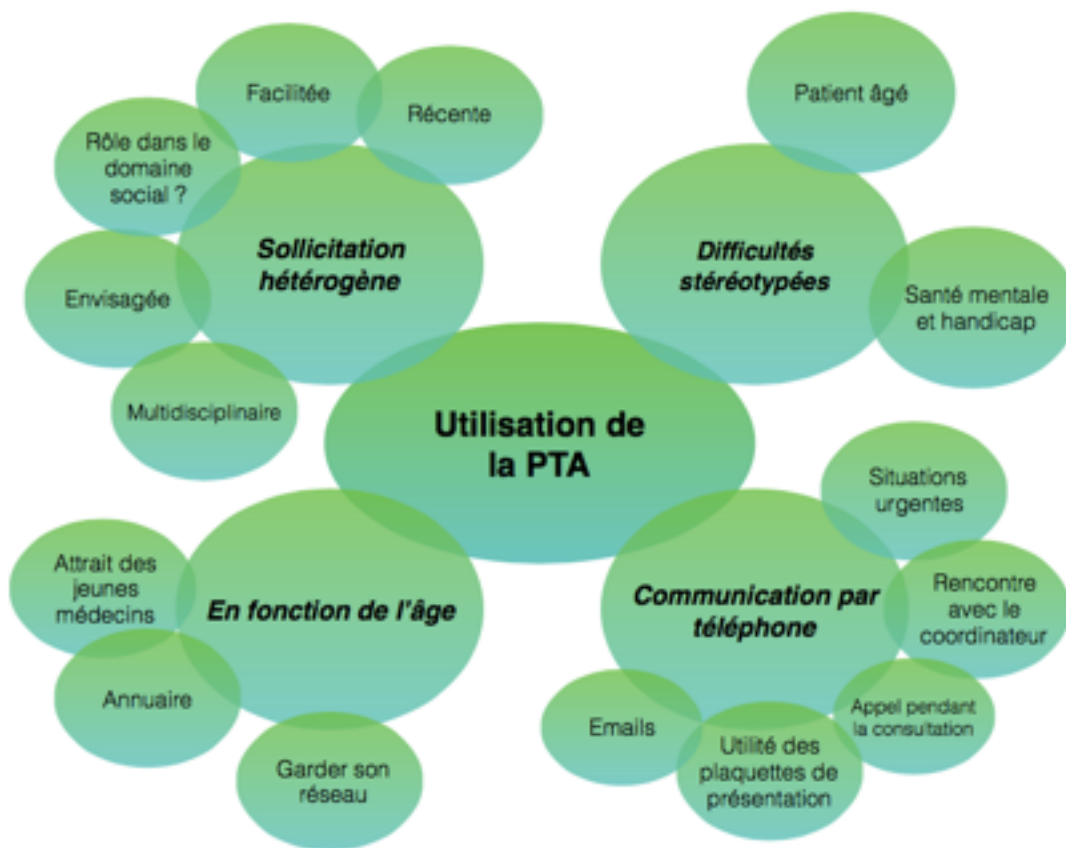 Facilitée
Récente
Rôle dans le
domaine
social ?
Envisagée
Multidisciplinaire
Sollicitation
hétérogène
Patient âgé
Difficultés
stéréotypées
Santé mentale
et handicap
Utilisation de
la PTA
Attrait des
jeunes
médecins
Annuaire
Garder son
réseau
En fonction de l'âge
Situations
urgentes
Communication par
téléphone
Rencontre
avec le
coordinateur
Appel pendant
la consultation
Emails
Utilité des
plaquettes de
présentation